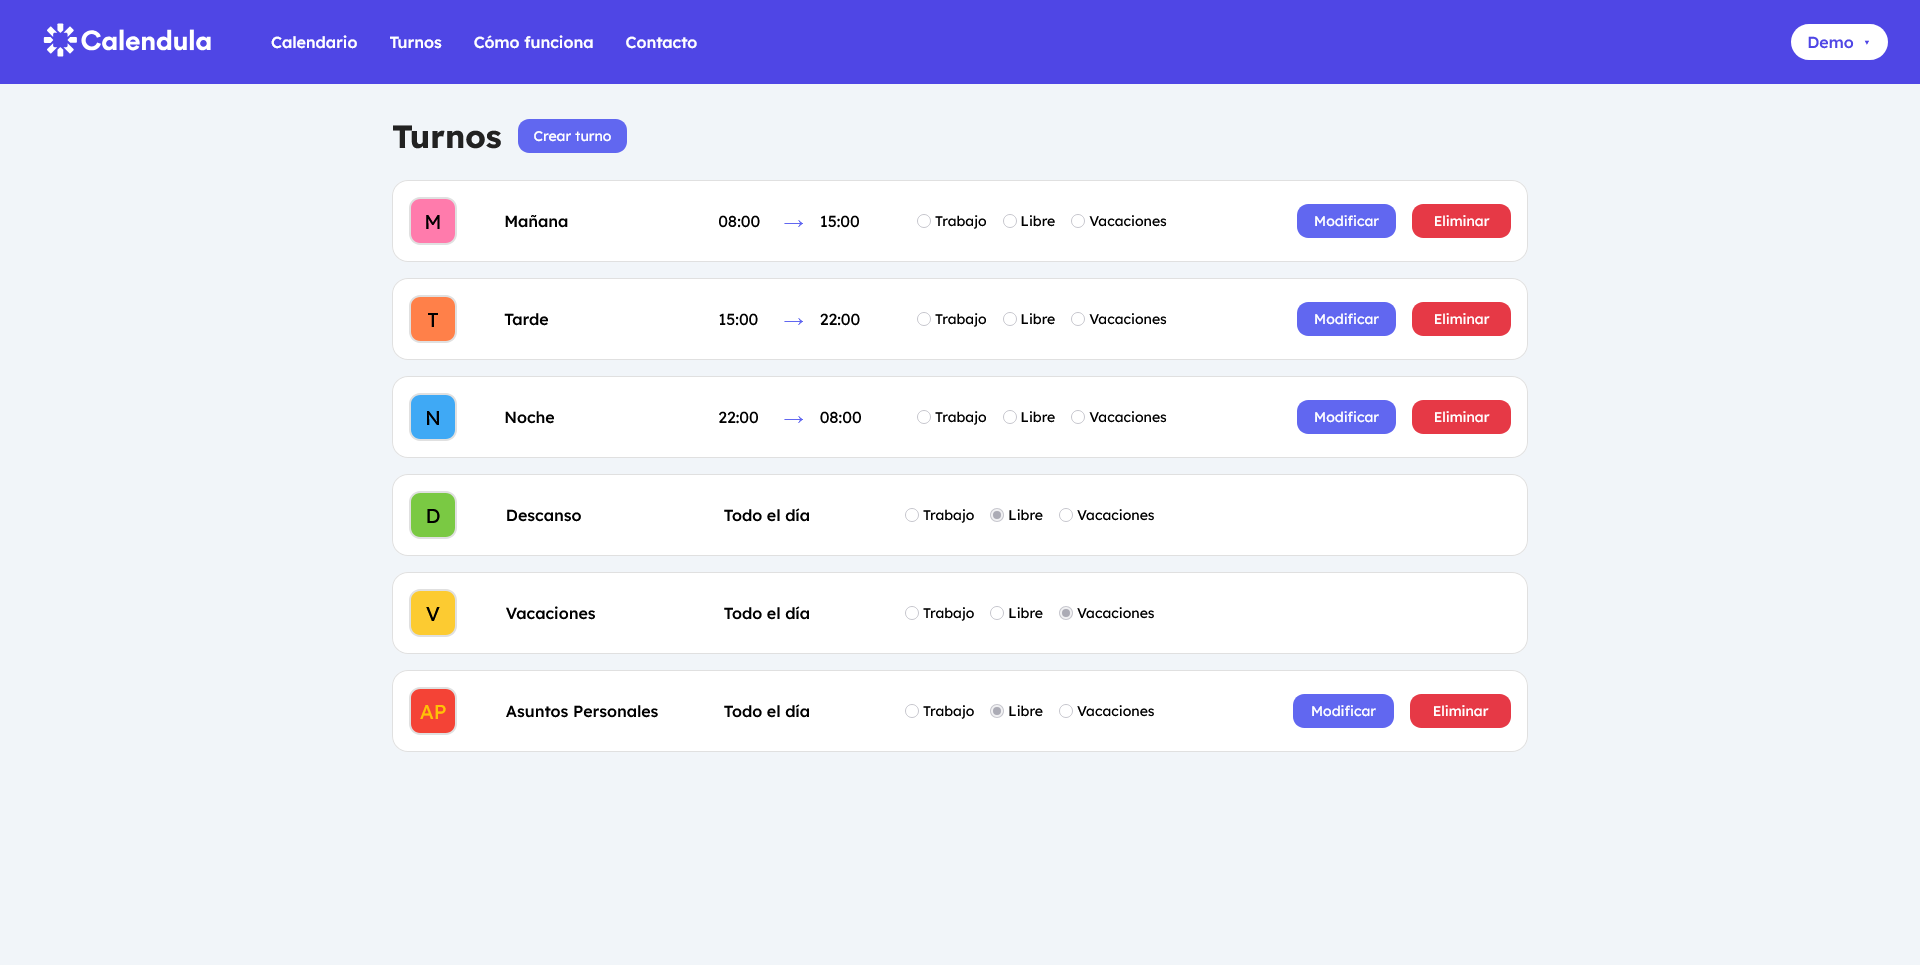 Calendula Calendario Turnos Cómo funciona Contacto Demo
Turnos Crear turno
M Mañana 08:00 → 15:00 Trabajo Libre Vacaciones Modificar Eliminar
T Tarde 15:00 → 22:00 Trabajo Libre Vacaciones Modificar Eliminar
N Noche 22:00 → 08:00 Trabajo Libre Vacaciones Modificar Eliminar
D Descanso Todo el día Trabajo Libre Vacaciones
V Vacaciones Todo el día Trabajo Libre Vacaciones
AP Asuntos Personales Todo el día Trabajo Libre Vacaciones Modificar Eliminar